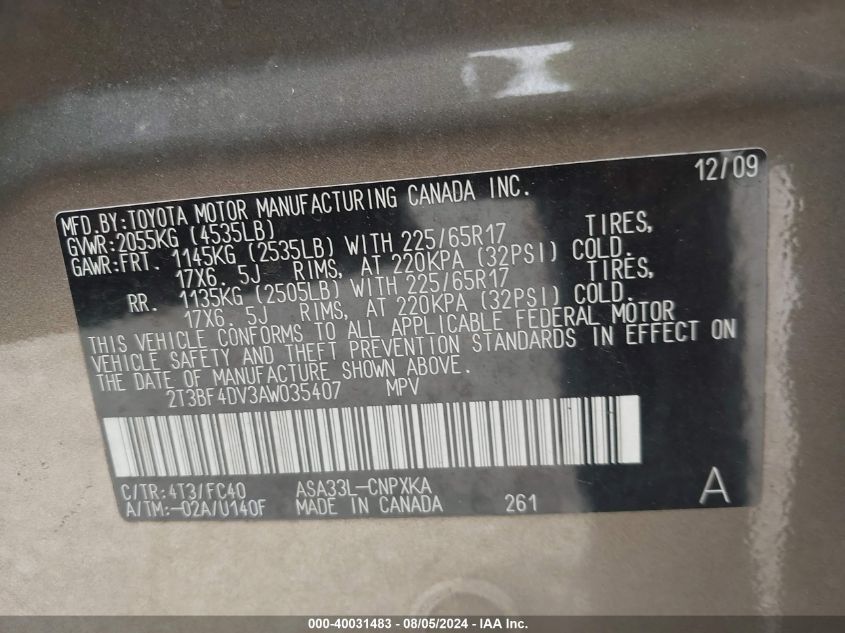 12/09
MFD.BY:TOYOTA MOTOR MANUFACTURING CANADA INC.
GVWR:2055KG (4535LB)
GAWR:FRT. 1145KG (2535LB) WITH 225/65R17 TIRES,
17X6.5J RIMS, AT 220KPA (32PSI) COLD.
RR. 1135KG (2505LB) WITH 225/65R17 TIRES,
17X6.5J RIMS, AT 220KPA (32PSI) COLD.
THIS VEHICLE CONFORMS TO ALL APPLICABLE FEDERAL MOTOR
VEHICLE SAFETY AND THEFT PREVENTION STANDARDS IN EFFECT ON
THE DATE OF MANUFACTURE SHOWN ABOVE.
2T3BF4DV3AW035407 MPV
C/TR:4T3/FC40 ASA33L-CNPXKA
A/TM:-02A/U140F MADE IN CANADA 261 A
000-40031483 - 08/05/2024 - IAA Inc.